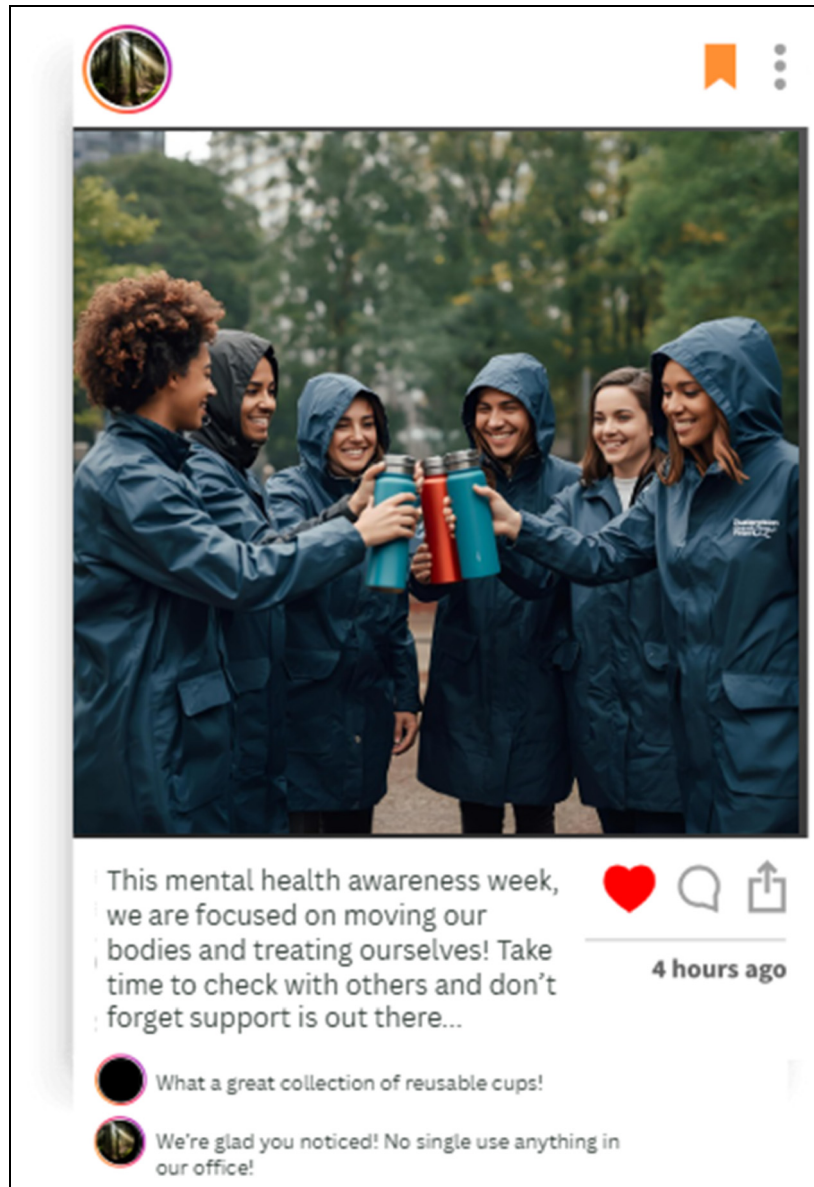 This mental health awareness week,
we are focused on moving our
bodies and treating ourselves! Take
time to check with others and don't
forget support is out there...
4 hours ago
What a great collection of reusable cups!
We're glad you noticed! No single use anything in
our office!